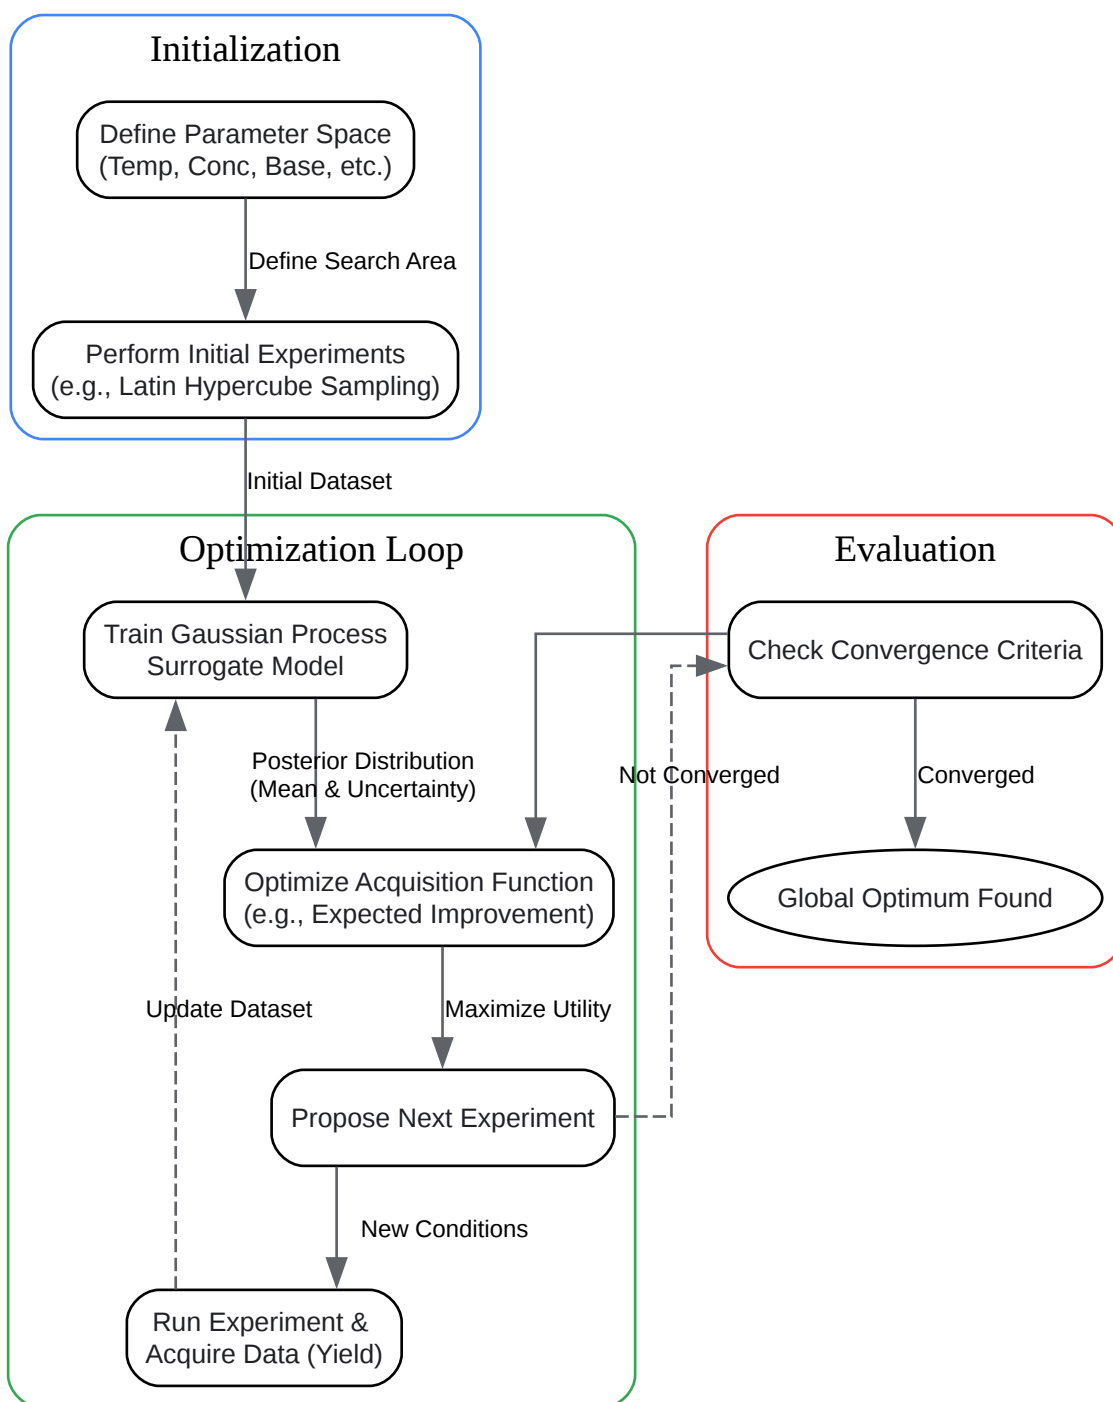 Initialization
Define Parameter Space
(Temp, Conc, Base, etc.)
Define Search Area
Perform Initial Experiments
(e.g., Latin Hypercube Sampling)
Initial Dataset
Optimization Loop
Evaluation
Train Gaussian Process
Surrogate Model
Check Convergence Criteria
Posterior Distribution
(Mean & Uncertainty)
Not Converged
Converged
Optimize Acquisition Function
(e.g., Expected Improvement)
Global Optimum Found
Update Dataset
Maximize Utility
Propose Next Experiment
New Conditions
Run Experiment &
Acquire Data (Yield)